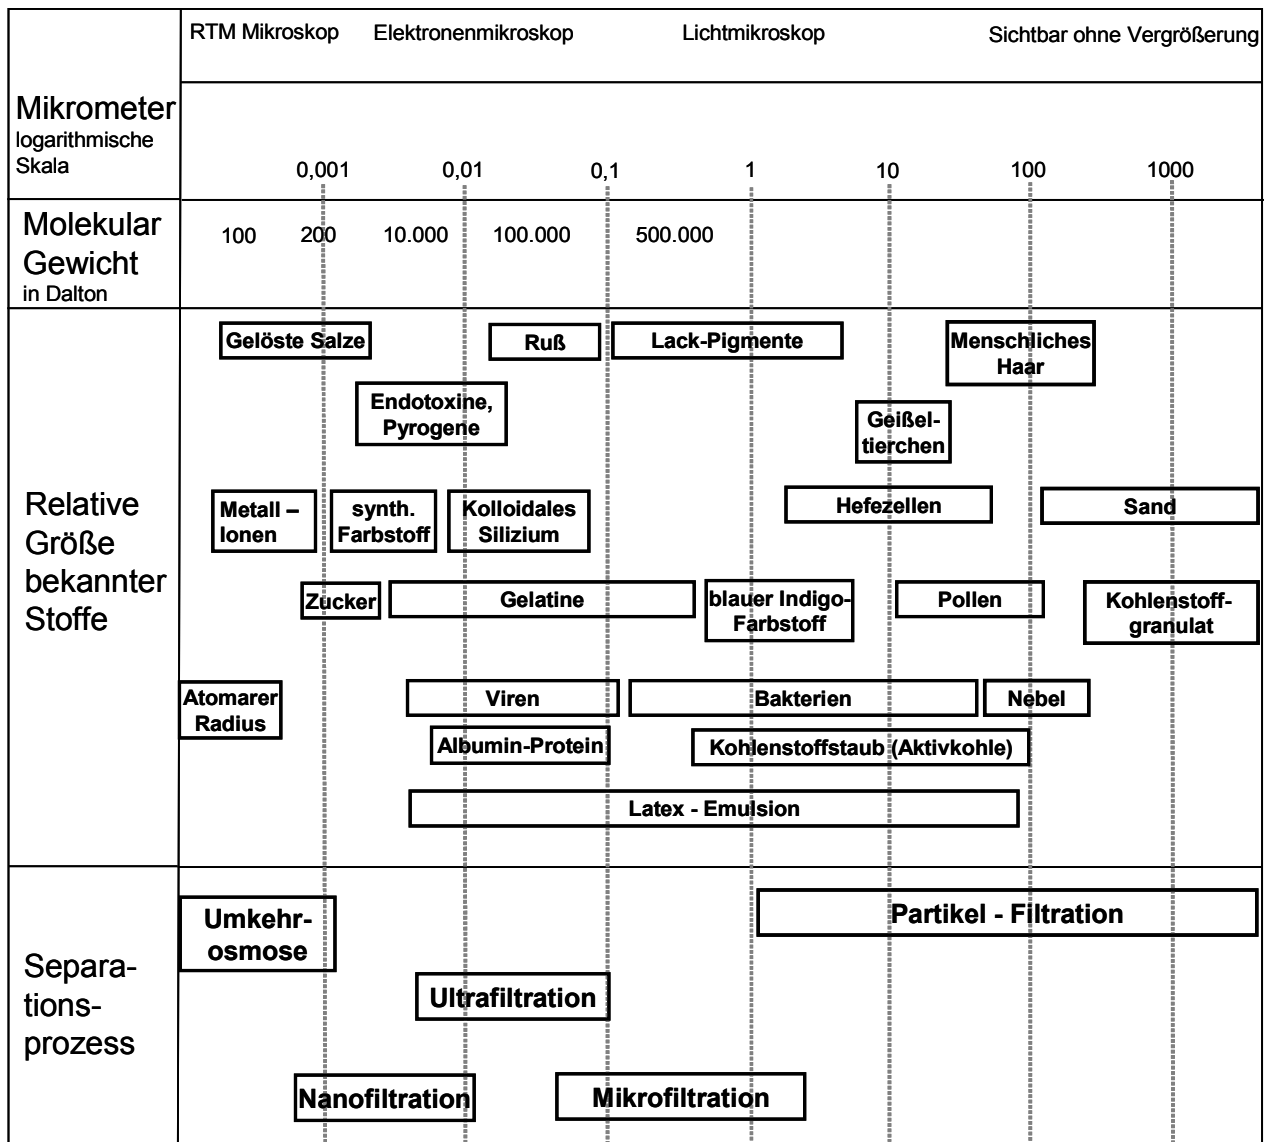 RTM Mikroskop Elektronenmikroskop Lichtmikroskop Sichtbar ohne Vergrößerung
Mikrometer
logarithmische
Skala
0,001 0,01 0,1 1 10 100 1000
Molekular
Gewicht
in Dalton
100 200 10.000 100.000 500.000
Relative
Größe
bekannter
Stoffe
Gelöste Salze
Ruß
Lack-Pigmente
Menschliches
Haar
Endotoxine,
Pyrogene
Geißel-
tierchen
Metall –
Ionen
synth.
Farbstoff
Kolloidales
Silizium
Hefezellen
Sand
Zucker
Gelatine
blauer Indigo-
Farbstoff
Pollen
Kohlenstoff-
granulat
Atomarer
Radius
Viren
Bakterien
Nebel
Albumin-Protein
Kohlenstoffstaub (Aktivkohle)
Latex - Emulsion
Separa-
tions-
prozess
Umkehr-
osmose
Partikel - Filtration
Ultrafiltration
Nanofiltration
Mikrofiltration